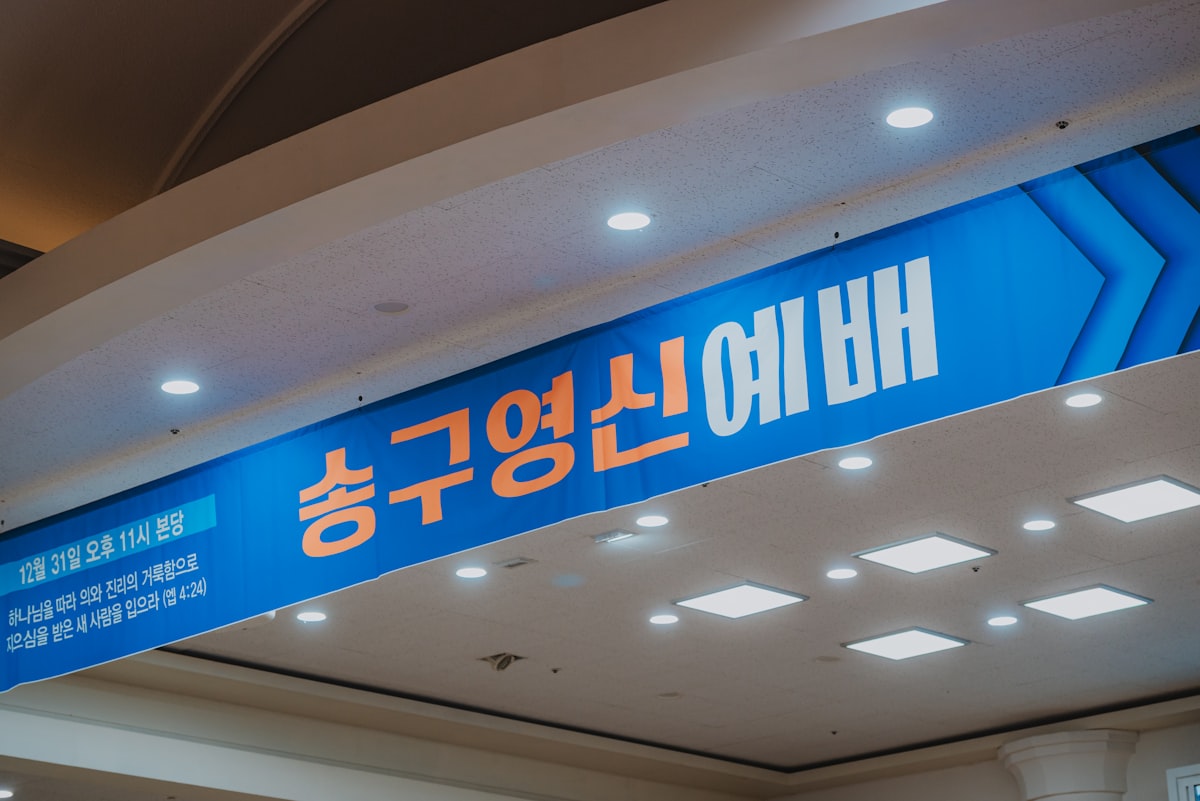 12월 31일 오후 11시 본당
하나님을 따라 의와 진리의 거룩함으로
지으심을 받은 새 사람을 입으라 (엡 4:24)
송구영신예배